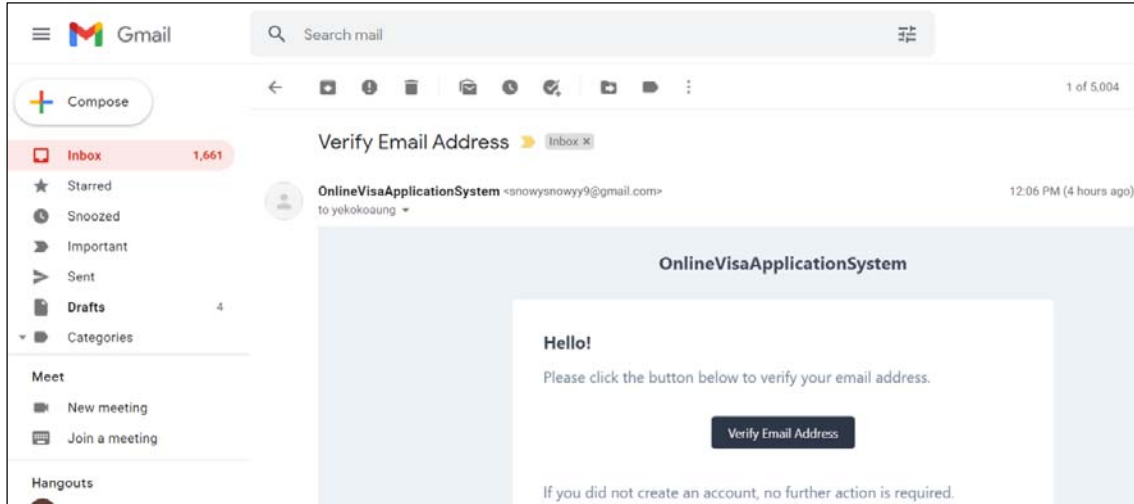 Gmail
Search mail
Compose
1 of 5,004
Verify Email Address Inbox ×
Inbox 1,661
Starred
Snoozed
Important
Sent
Drafts 4
Categories
Meet
New meeting
Join a meeting
Hangouts
OnlineVisaApplicationSystem <snowysnowyy9@gmail.com> 12:06 PM (4 hours ago)
to yekokoaung
OnlineVisaApplicationSystem
Hello!
Please click the button below to verify your email address.
Verify Email Address
If you did not create an account, no further action is required.